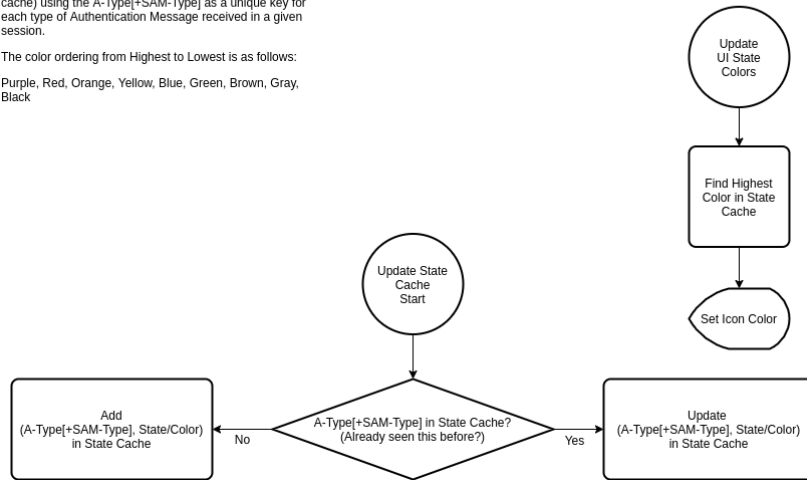 cache) using the A-Type[+SAM-Type] as a unique key for
each type of Authentication Message received in a given
session.
The color ordering from Highest to Lowest is as follows:
Purple, Red, Orange, Yellow, Blue, Green, Brown, Gray,
Black
Update
UI State
Colors
Find Highest
Color in State
Cache
Set Icon Color
Update State
Cache
Start
A-Type[+SAM-Type] in State Cache?
(Already seen this before?)
No
Yes
Add
(A-Type[+SAM-Type], State/Color)
in State Cache
Update
(A-Type[+SAM-Type], State/Color)
in State Cache